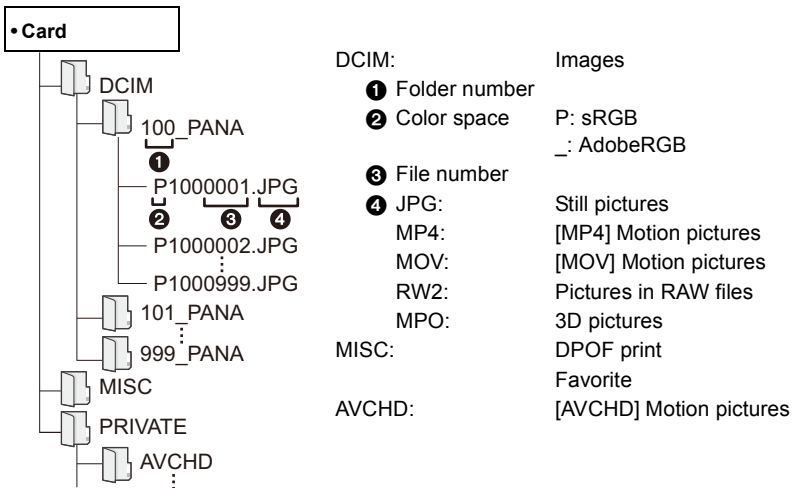 • Card
DCIM
100_PANA
❶
P1000001.JPG
❷ ❸ ❹
P1000002.JPG
P1000999.JPG
101_PANA
999_PANA
MISC
PRIVATE
AVCHD
DCIM: Images
❶ Folder number
❷ Color space P: sRGB
_: AdobeRGB
❸ File number
❹ JPG: Still pictures
MP4: [MP4] Motion pictures
MOV: [MOV] Motion pictures
RW2: Pictures in RAW files
MPO: 3D pictures
MISC: DPOF print
Favorite
AVCHD: [AVCHD] Motion pictures